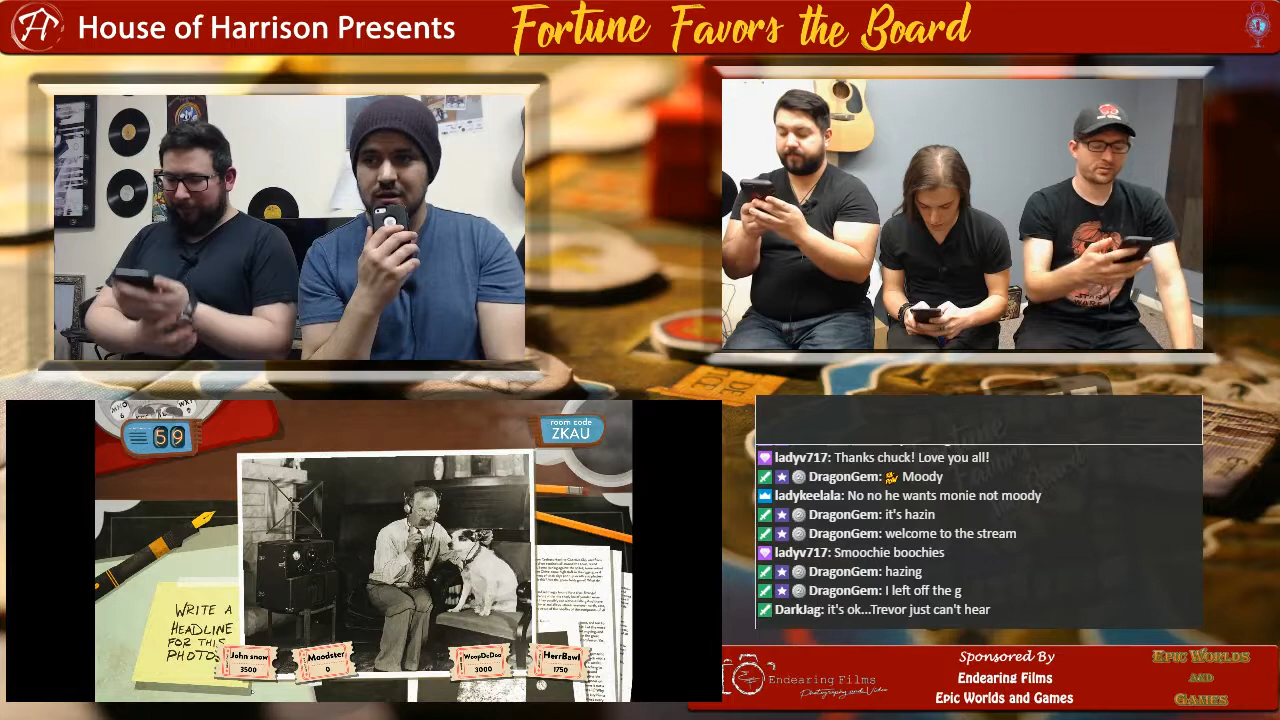 House of Harrison Presents
Fortune Favors the Board
59
room code
ZKAU
WRITE A
HEADLINE
FOR THIS
PHOTO
John snow
3500
Moodster
0
WoopDeDoo
3000
HerrBawl
1750
ladyv717: Thanks chuck! Love you all!
DragonGem: Moody
ladykeelala: No no he wants monie not moody
DragonGem: it's hazin
DragonGem: welcome to the stream
ladyv717: Smoochie boochies
DragonGem: hazing
DragonGem: I left off the g
DarkJag: it's ok...Trevor just can't hear
Endearing Films
Photography and Video
Sponsored By
Endearing Films
Epic Worlds and Games
EPIC WORLDS
AND
GAMES